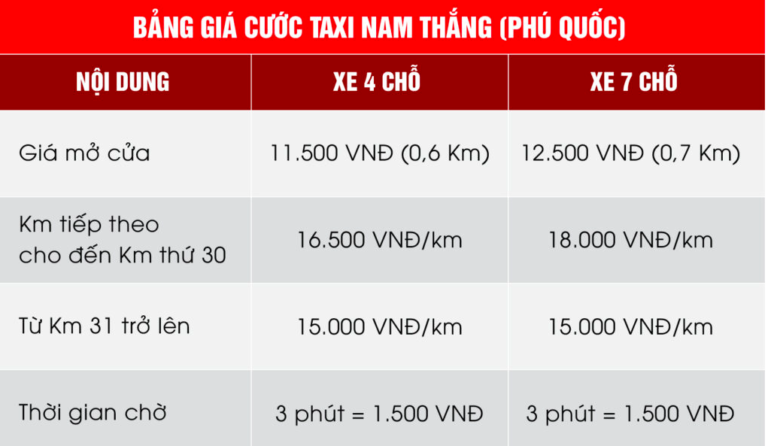 BẢNG GIÁ CƯỚC TAXI NAM THẮNG (PHÚ QUỐC)
NỘI DUNG XE 4 CHỖ XE 7 CHỖ
Giá mở cửa 11.500 VNĐ (0,6 Km) 12.500 VNĐ (0,7 Km)
Km tiếp theo
cho đến Km thứ 30 16.500 VNĐ/km 18.000 VNĐ/km
Từ Km 31 trở lên 15.000 VNĐ/km 15.000 VNĐ/km
Thời gian chờ 3 phút = 1.500 VNĐ 3 phút = 1.500 VNĐ